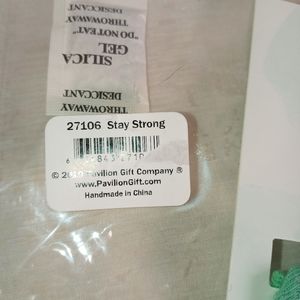 DESICCANT
THROWAWAY
"DO NOT EAT"
GEL
SILICA
DESICCANT
THROWAWAY
27106 Stay Strong
Pavilion Gift Company ®
www.PavilionGift.com
Handmade in China